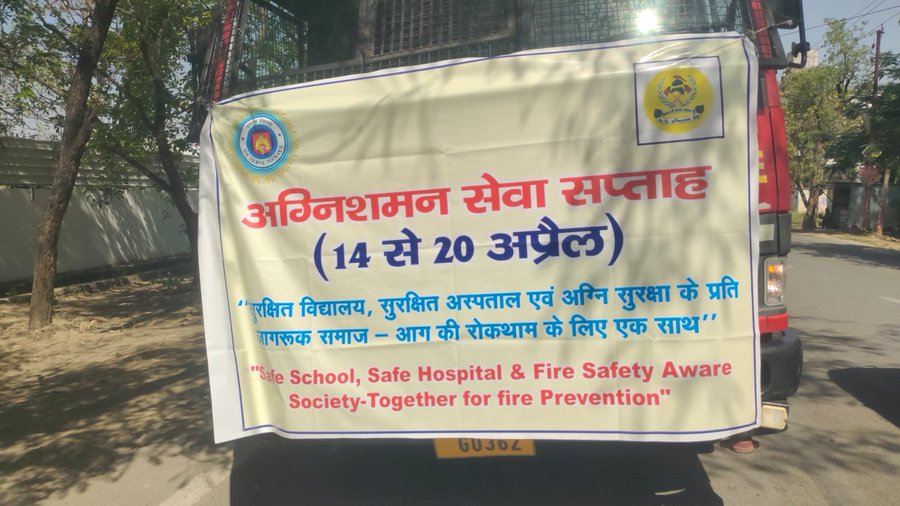 अग्निशमन सेवा सप्ताह
(14 से 20 अप्रैल)
"सुरक्षित विद्यालय, सुरक्षित अस्पताल एवं अग्नि सुरक्षा के प्रति
जागरूक समाज – आग की रोकथाम के लिए एक साथ"
"Safe School, Safe Hospital & Fire Safety Aware
Society-Together for fire Prevention"
G0362